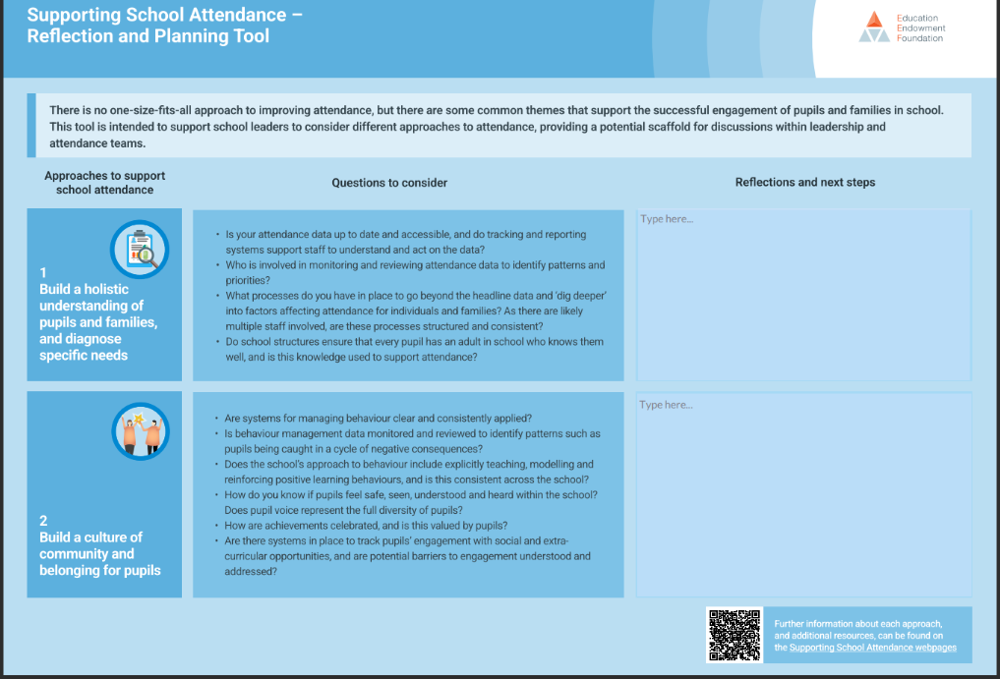 Supporting School Attendance –
Reflection and Planning Tool
Education
Endowment
Foundation
There is no one-size-fits-all approach to improving attendance, but there are some common themes that support the successful engagement of pupils and families in school.
This tool is intended to support school leaders to consider different approaches to attendance, providing a potential scaffold for discussions within leadership and
attendance teams.
Approaches to support
school attendance
Questions to consider
Reflections and next steps
1
Build a holistic
understanding of
pupils and families,
and diagnose
specific needs
• Is your attendance data up to date and accessible, and do tracking and reporting
systems support staff to understand and act on the data?
• Who is involved in monitoring and reviewing attendance data to identify patterns and
priorities?
• What processes do you have in place to go beyond the headline data and ‘dig deeper’
into factors affecting attendance for individuals and families? As there are likely
multiple staff involved, are these processes structured and consistent?
• Do school structures ensure that every pupil has an adult in school who knows them
well, and is this knowledge used to support attendance?
Type here...
2
Build a culture of
community and
belonging for pupils
• Are systems for managing behaviour clear and consistently applied?
• Is behaviour management data monitored and reviewed to identify patterns such as
pupils being caught in a cycle of negative consequences?
• Does the school’s approach to behaviour include explicitly teaching, modelling and
reinforcing positive learning behaviours, and is this consistent across the school?
• How do you know if pupils feel safe, seen, understood and heard within the school?
Does pupil voice represent the full diversity of pupils?
• How are achievements celebrated, and is this valued by pupils?
• Are there systems in place to track pupils’ engagement with social and extra-
curricular opportunities, and are potential barriers to engagement understood and
addressed?
Type here...
Further information about each approach,
and additional resources, can be found on
the Supporting School Attendance webpages